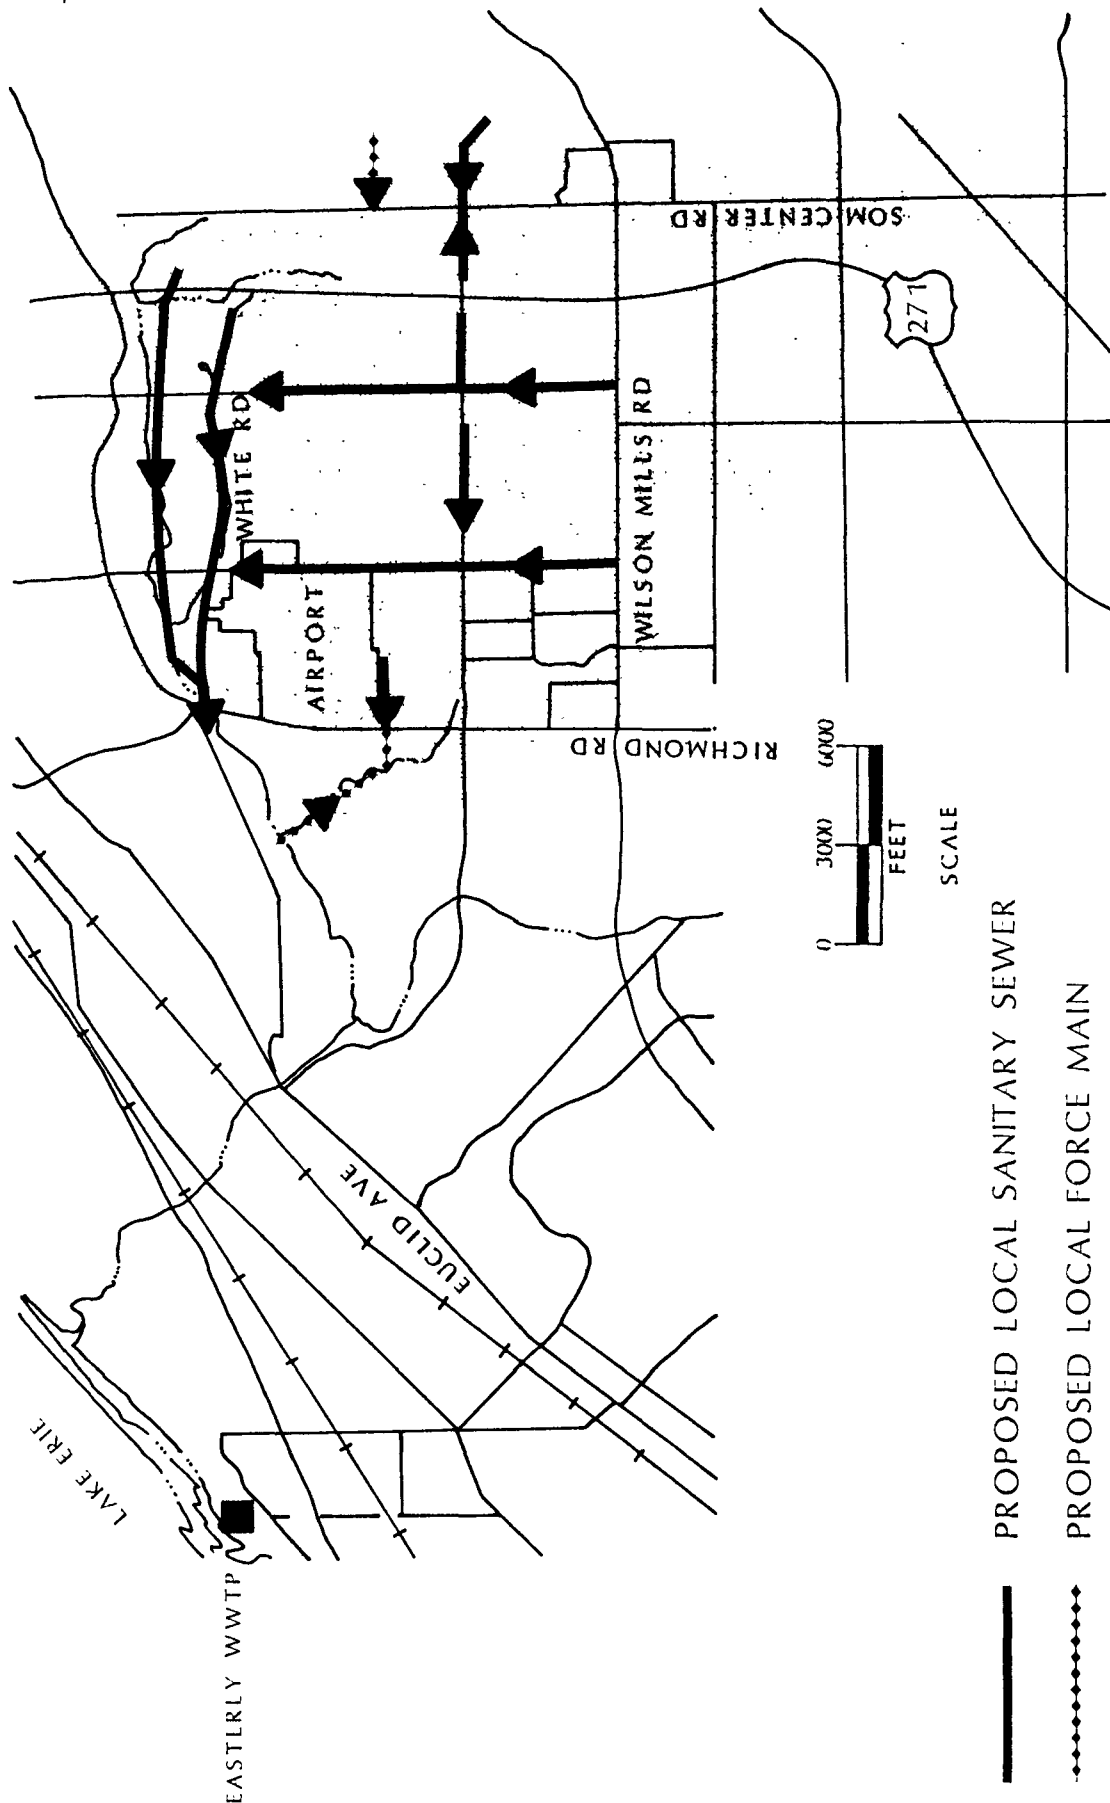 LAKE ERIE
EASTLRLY WWTP
EUCLID AVE
WHITE RD
AIRPORT
RICHMOND RD
WILSON MILLS RD
SOM CENTER RD
271
0 3000 6000
FEET
SCALE
PROPOSED LOCAL SANITARY SEWER
PROPOSED LOCAL FORCE MAIN